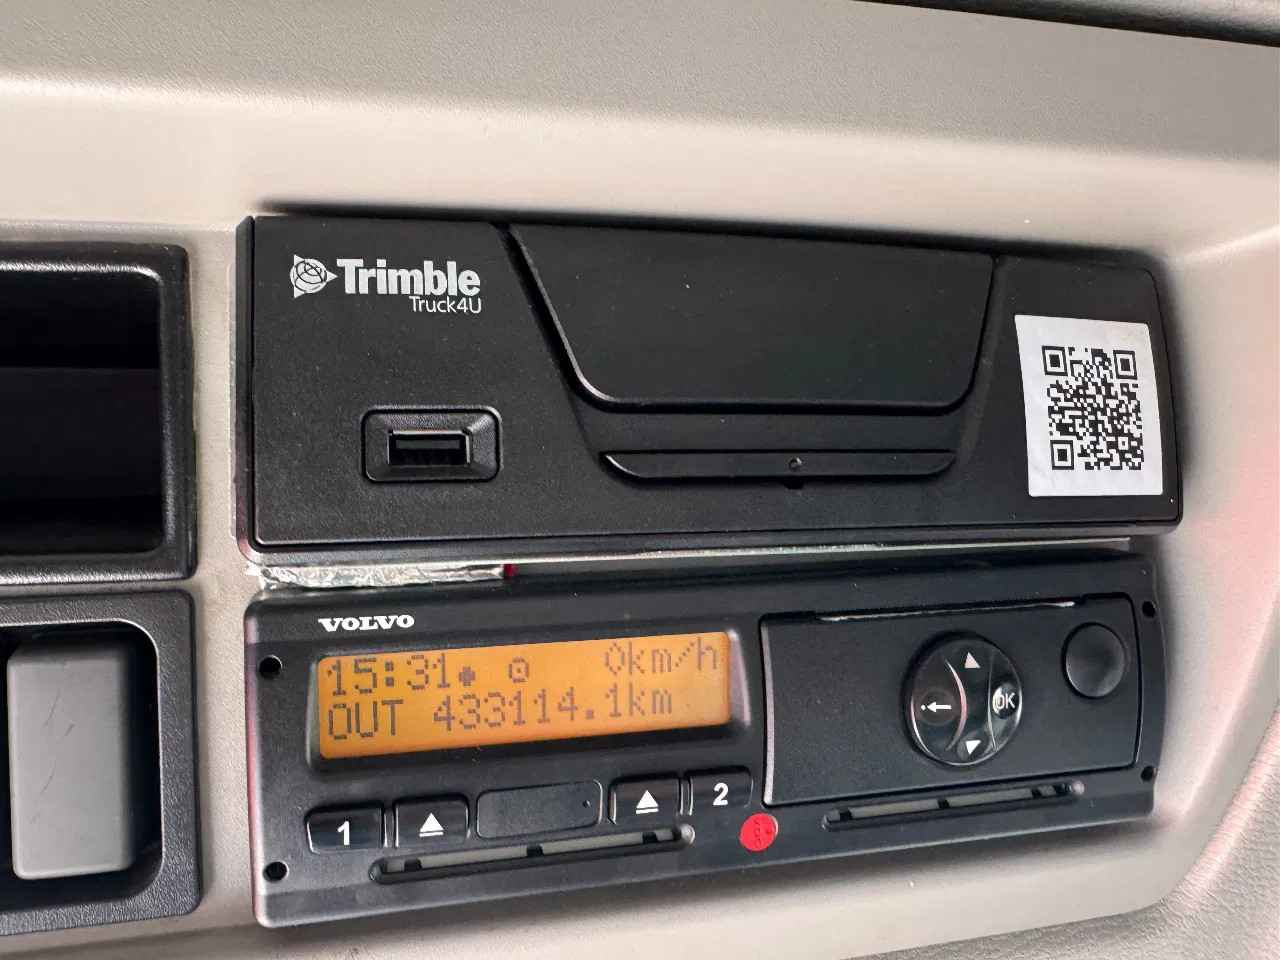 Trimble
Truck4U
VOLVO
15:31 0km/h
OUT 433114.1km
OK
1 2